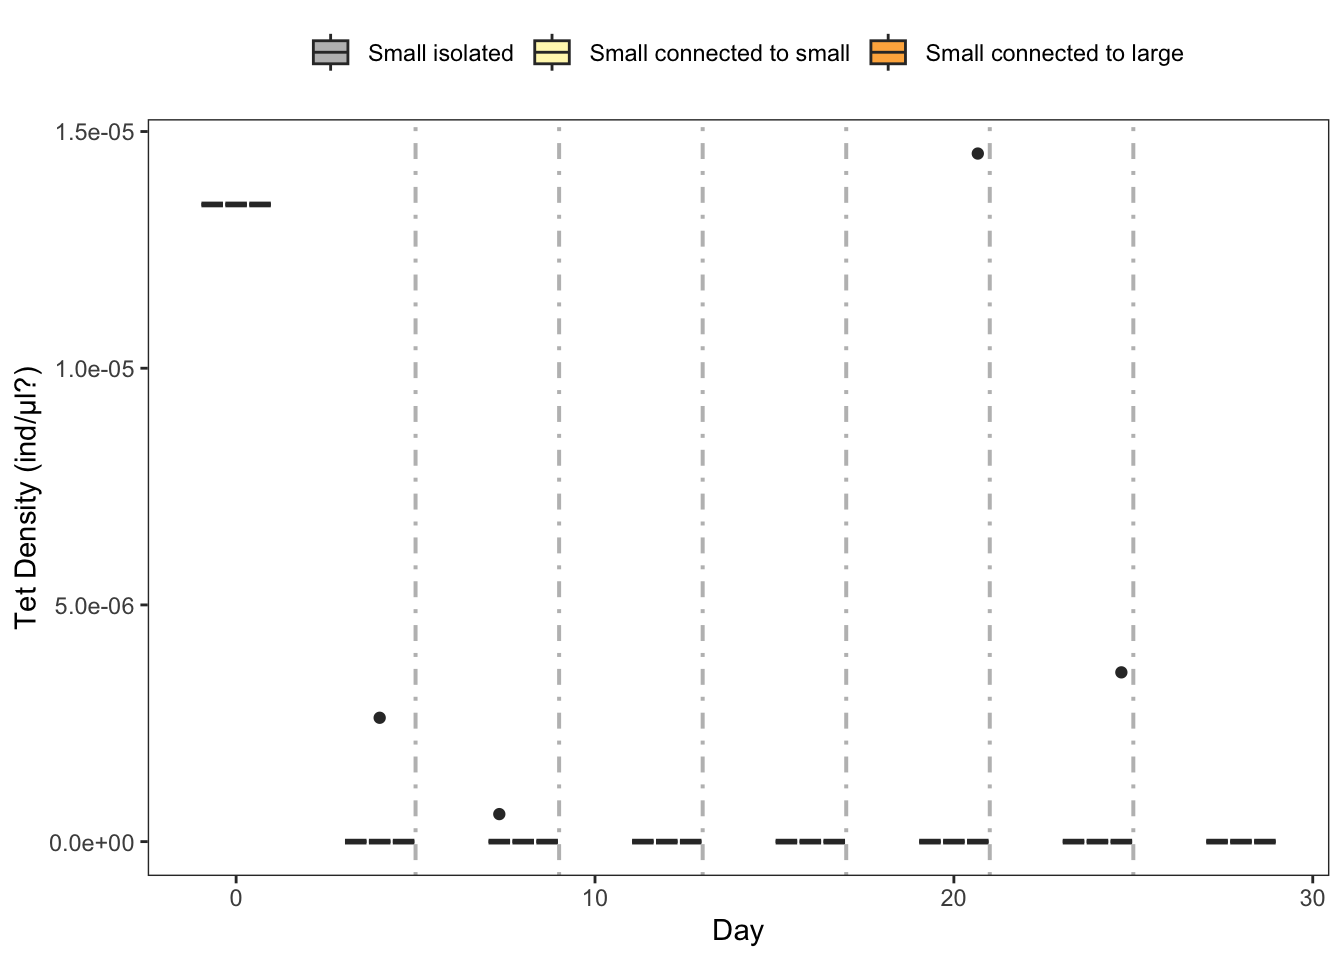 Small isolated Small connected to small Small connected to large
1.5e-05
1.0e-05
5.0e-06
0.0e+00
Tet Density (ind/µl?)
0 10 20 30
Day